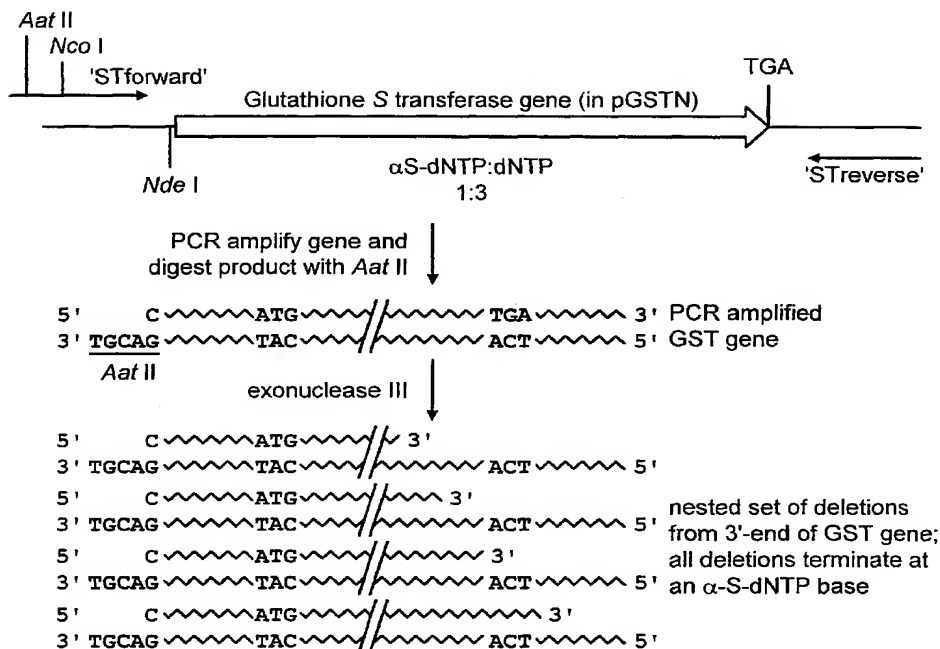 Aat II
Nco I
'STforward'
TGA
Glutathione S transferase gene (in pGSTN)
Nde I
αS-dNTP:dNTP
1:3
'STreverse'
PCR amplify gene and
digest product with Aat II
5' C ATG TGA 3' PCR amplified
3' TGCAG TAC ACT 5' GST gene
Aat II
exonuclease III
5' C ATG 3'
3' TGCAG TAC ACT 5'
5' C ATG 3'
3' TGCAG TAC ACT 5'
5' C ATG 3'
3' TGCAG TAC ACT 5'
5' C ATG 3'
3' TGCAG TAC ACT 5'
nested set of deletions
from 3'-end of GST gene;
all deletions terminate at
an α-S-dNTP base